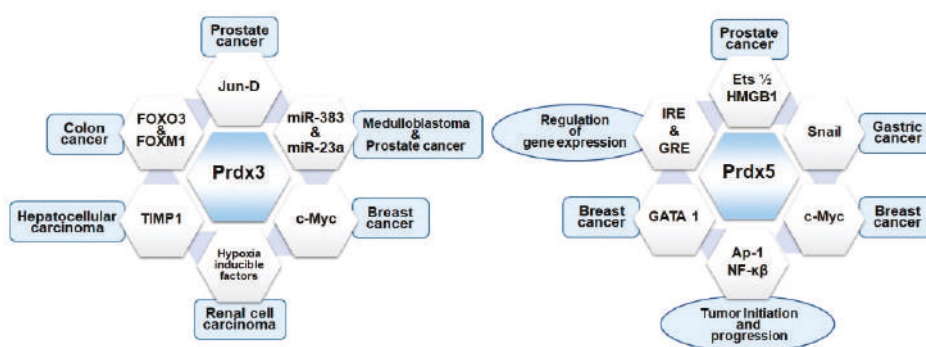 Prostate
cancer
Jun-D
FOXO3
&
FOXM1
Colon
cancer
miR-383
&
miR-23a
Medulloblastoma
&
Prostate cancer
Prdx3
Hepatocellular
carcinoma
TIMP1
c-Myc
Breast
cancer
Hypoxia
inducible
factors
Renal cell
carcinoma
Prostate
cancer
Ets ½
HMGB1
Regulation
of
gene expression
IRE
&
GRE
Snail
Gastric
cancer
Prdx5
Breast
cancer
GATA 1
c-Myc
Breast
cancer
Ap-1
NF-κβ
Tumor Initiation
and
progression